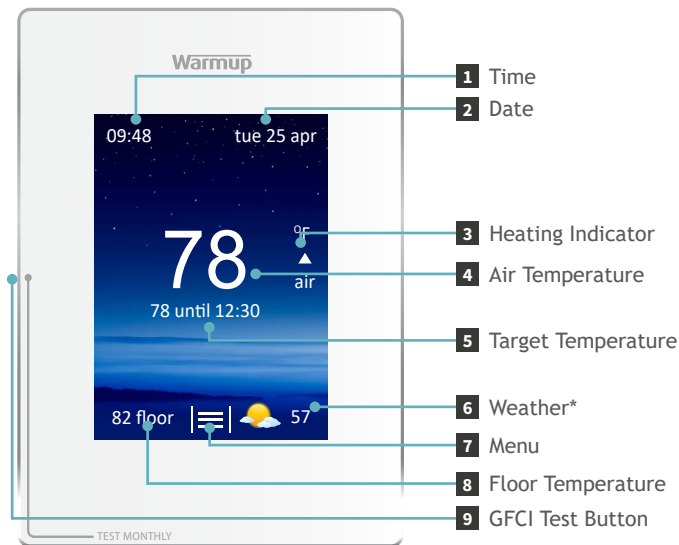 Warmup
1 Time
2 Date
09:48 tue 25 apr
3 Heating Indicator
78 °F
4 Air Temperature
air
78 until 12:30
5 Target Temperature
6 Weather*
82 floor 57
7 Menu
8 Floor Temperature
9 GFCI Test Button
TEST MONTHLY